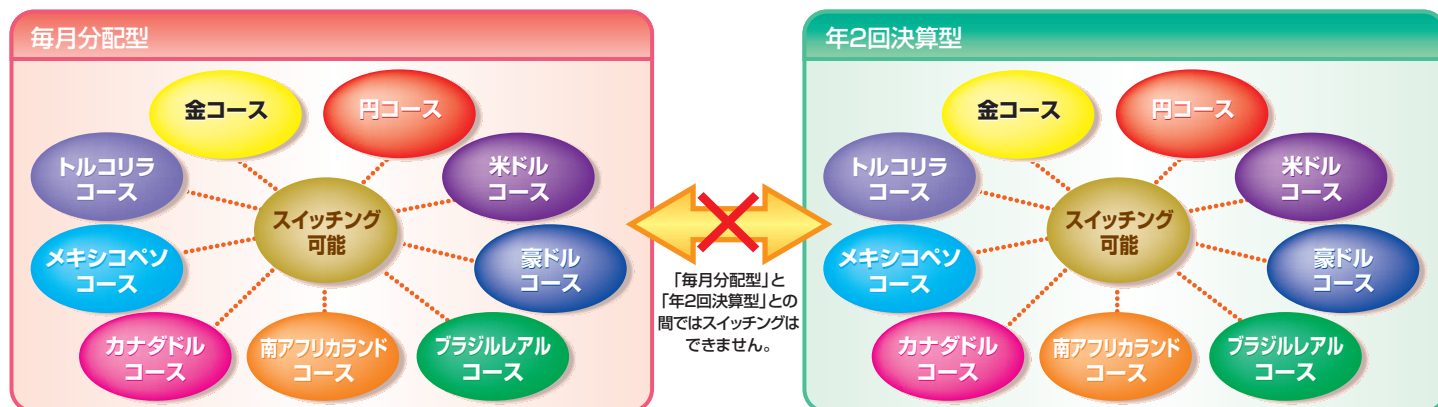 毎月分配型
金コース
円コース
トルコリラ
コース
米ドル
コース
スイッチング
可能
メキシコペソ
コース
豪ドル
コース
カナダドル
コース
南アフリカランド
コース
ブラジルレアル
コース
「毎月分配型」と
「年2回決算型」との
間ではスイッチングは
できません。
年2回決算型
金コース
円コース
トルコリラ
コース
米ドル
コース
スイッチング
可能
メキシコペソ
コース
豪ドル
コース
カナダドル
コース
南アフリカランド
コース
ブラジルレアル
コース